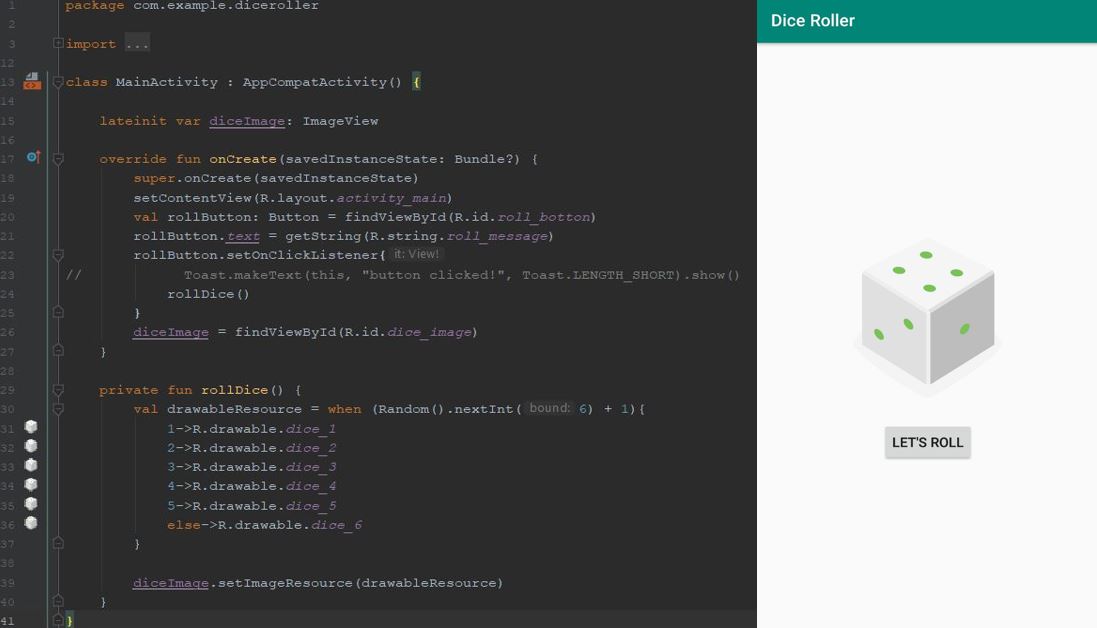 1 package com.example.diceroller
2
3 import ...
12
13 class MainActivity : AppCompatActivity() {
14
15 lateinit var diceImage: ImageView
16
17 override fun onCreate(savedInstanceState: Bundle?) {
18 super.onCreate(savedInstanceState)
19 setContentView(R.layout.activity_main)
20 val rollButton: Button = findViewById(R.id.roll_botton)
21 rollButton.text = getString(R.string.roll_message)
22 rollButton.setOnClickListener{ it: View!
23 // Toast.makeText(this, "button clicked!", Toast.LENGTH_SHORT).show()
24 rollDice()
25 }
26 diceImage = findViewById(R.id.dice_image)
27 }
28
29 private fun rollDice() {
30 val drawableResource = when (Random().nextInt( bound: 6) + 1){
31 1->R.drawable.dice_1
32 2->R.drawable.dice_2
33 3->R.drawable.dice_3
34 4->R.drawable.dice_4
35 5->R.drawable.dice_5
36 else->R.drawable.dice_6
37 }
38
39 diceImage.setImageResource(drawableResource)
40 }
41 }
Dice Roller
LET'S ROLL